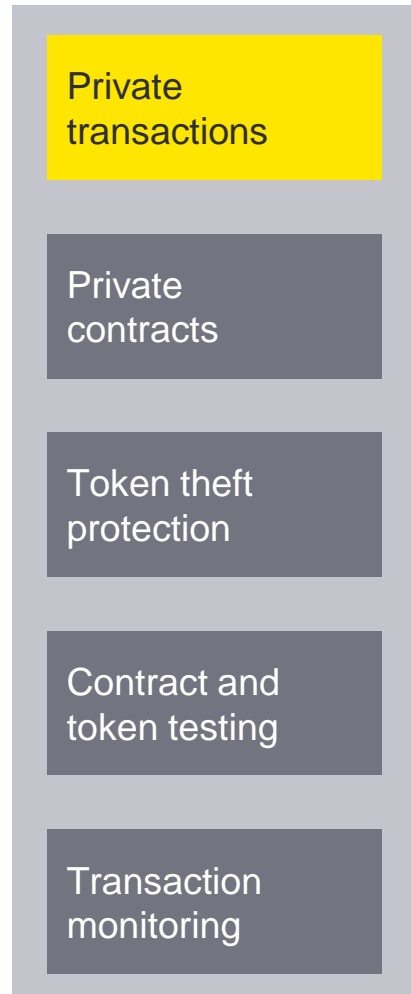 Private
transactions
Private
contracts
Token theft
protection
Contract and
token testing
Transaction
monitoring